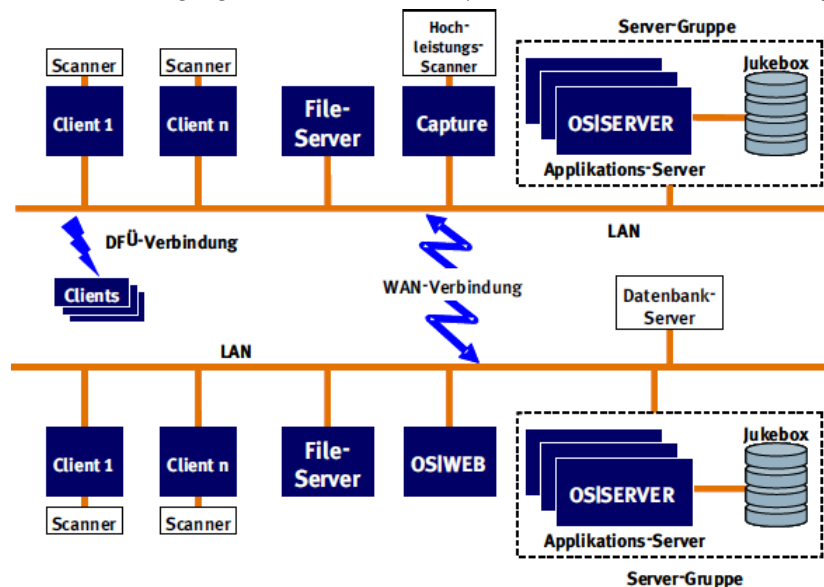 Server-Gruppe
Hoch-
leistungs-
Scanner
Scanner
Scanner
Jukebox
Client 1
Client n
File-
Server
Capture
OS|SERVER
Applikations-Server
LAN
DFÜ-Verbindung
Clients
WAN-Verbindung
Datenbank-
Server
LAN
Client 1
Client n
File-
Server
OS|WEB
Jukebox
OS|SERVER
Scanner
Scanner
Applikations-Server
Server-Gruppe